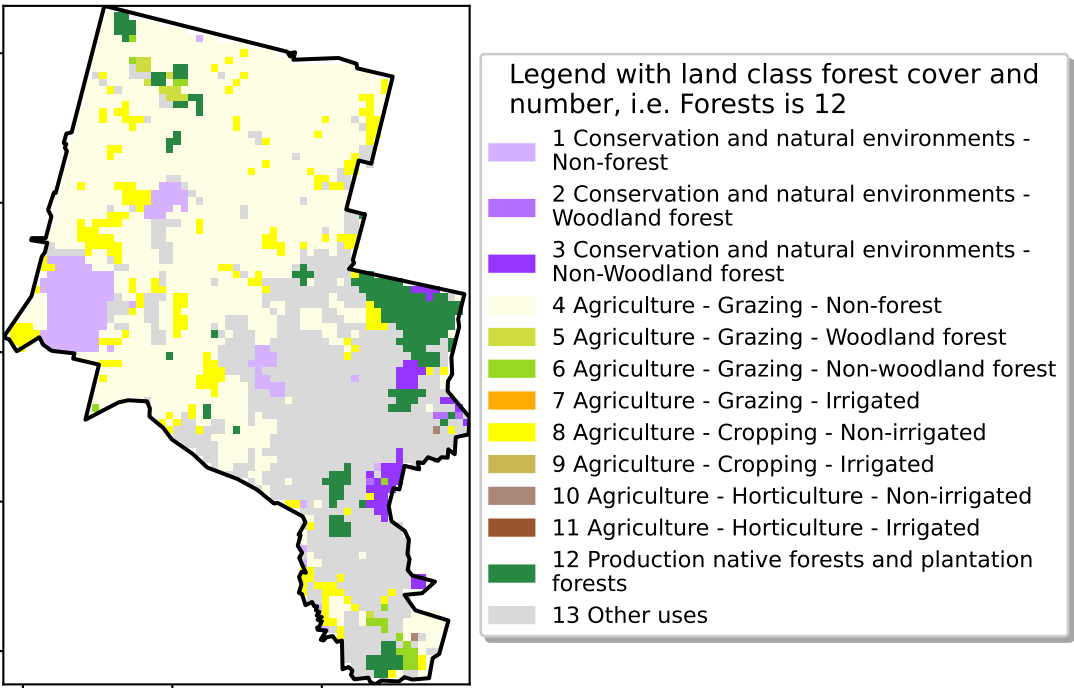 Legend with land class forest cover and
number, i.e. Forests is 12
1 Conservation and natural environments -
Non-forest
2 Conservation and natural environments -
Woodland forest
3 Conservation and natural environments -
Non-Woodland forest
4 Agriculture - Grazing - Non-forest
5 Agriculture - Grazing - Woodland forest
6 Agriculture - Grazing - Non-woodland forest
7 Agriculture - Grazing - Irrigated
8 Agriculture - Cropping - Non-irrigated
9 Agriculture - Cropping - Irrigated
10 Agriculture - Horticulture - Non-irrigated
11 Agriculture - Horticulture - Irrigated
12 Production native forests and plantation
forests
13 Other uses